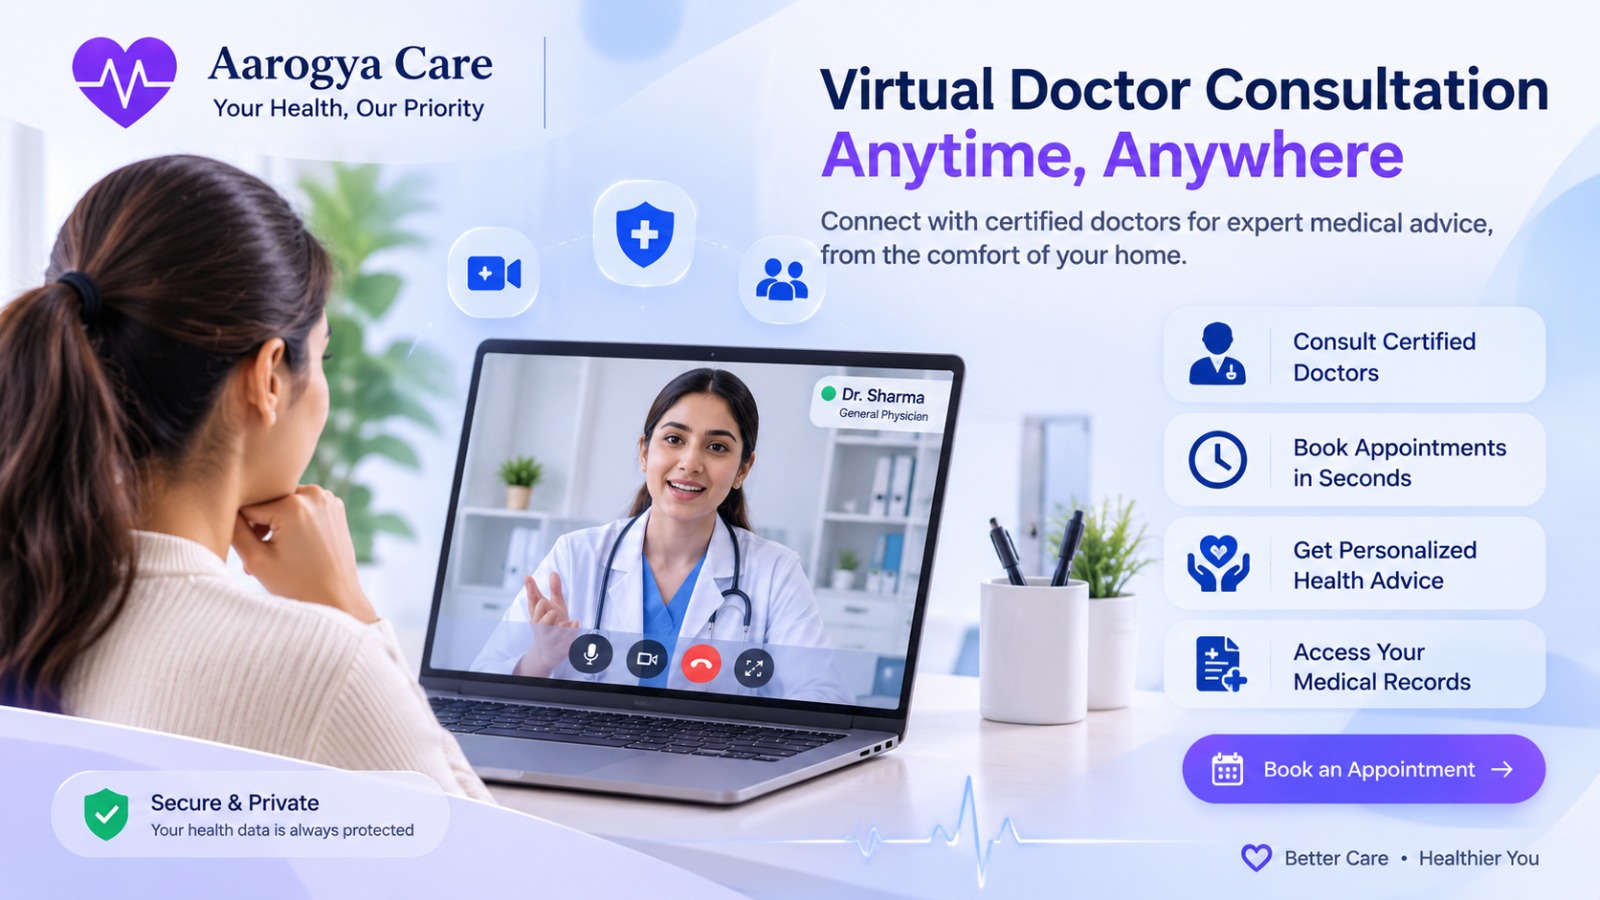 Aarogya Care
Your Health, Our Priority
Virtual Doctor Consultation
Anytime, Anywhere
Connect with certified doctors for expert medical advice,
from the comfort of your home.
Dr. Sharma
General Physician
Consult Certified
Doctors
Book Appointments
in Seconds
Get Personalized
Health Advice
Access Your
Medical Records
Book an Appointment
Secure & Private
Your health data is always protected
Better Care • Healthier You